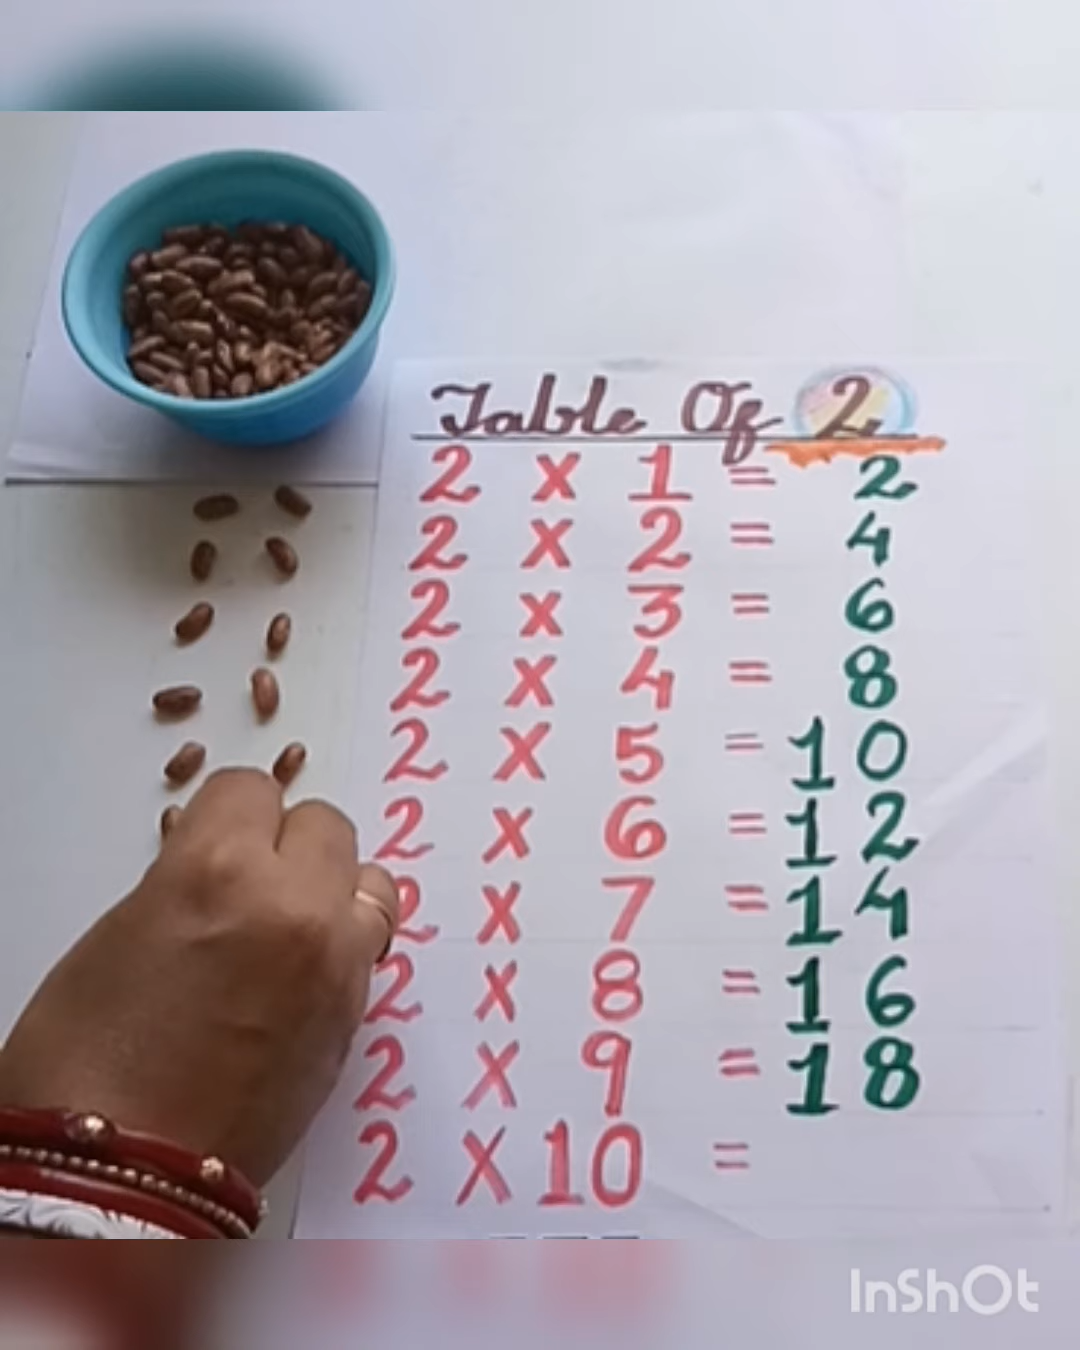 Table Of 2
2 x 1 = 2
2 x 2 = 4
2 x 3 = 6
2 x 4 = 8
2 x 5 = 10
2 x 6 = 12
2 x 7 = 14
2 x 8 = 16
2 x 9 = 18
2 x 10 =
InShOt